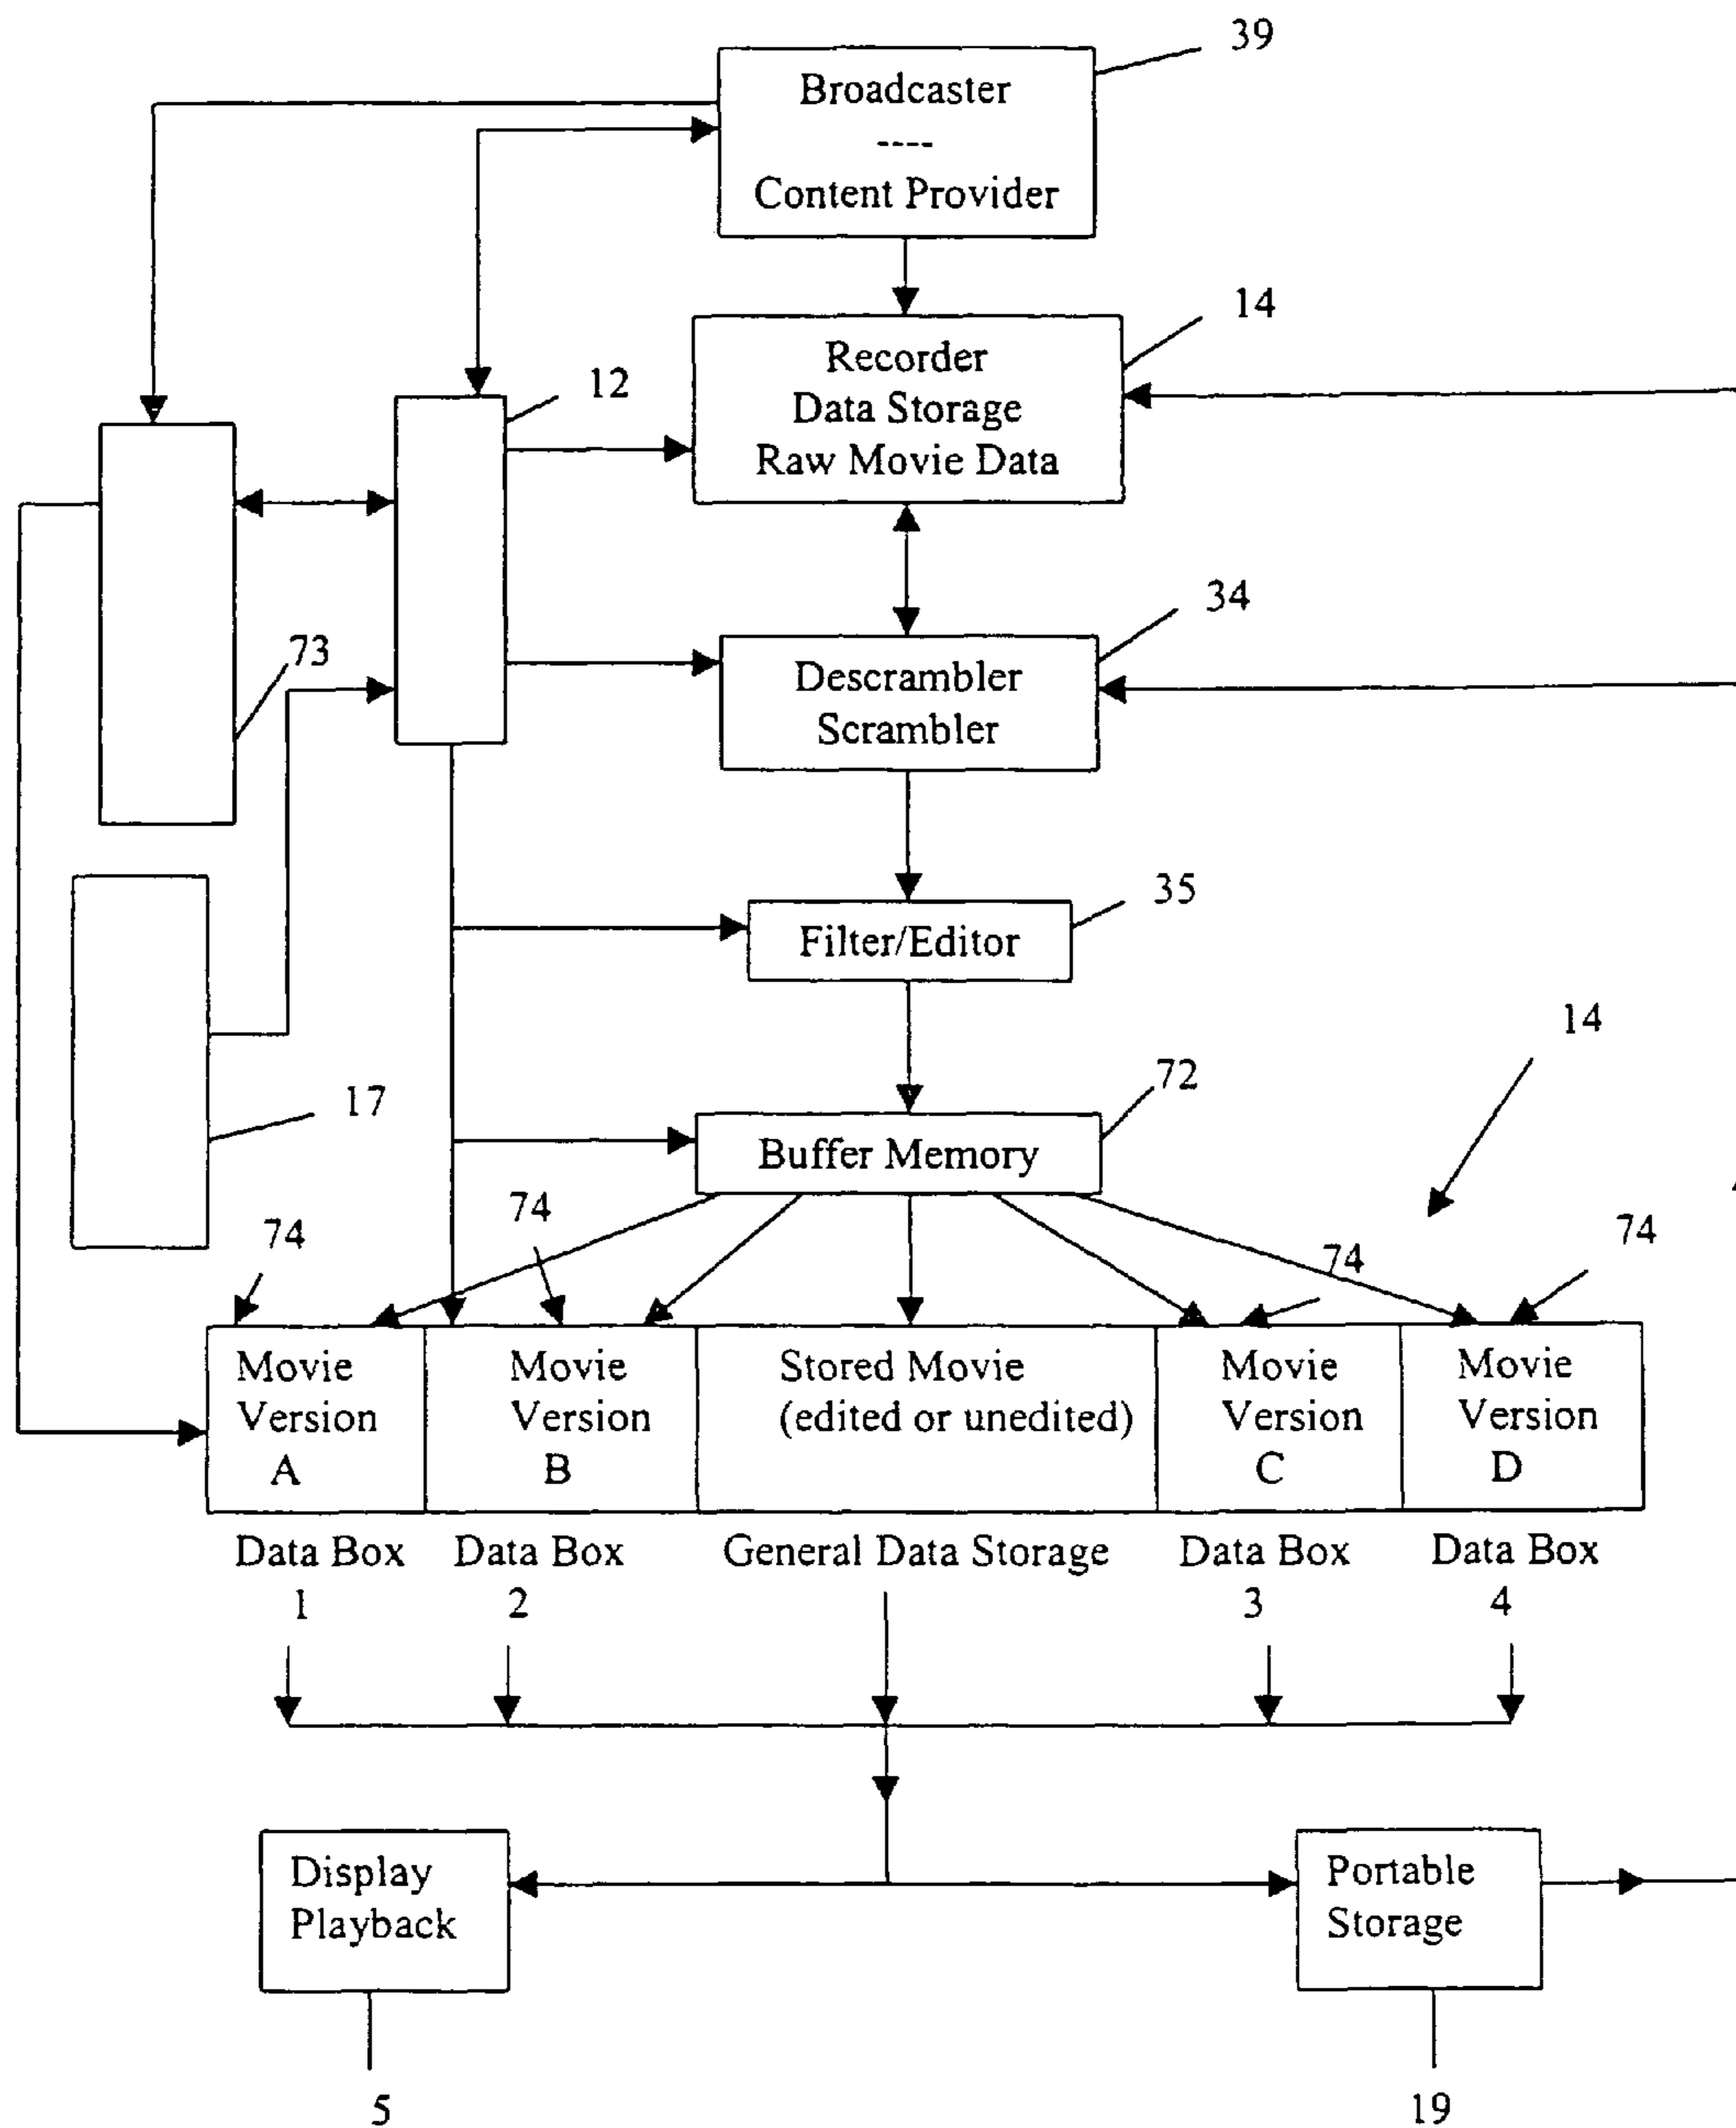 39
Broadcaster
----
Content Provider
14
Recorder
Data Storage
Raw Movie Data
12
34
Descrambler
Scrambler
73
35
Filter/Editor
14
17
72
Buffer Memory
74
74
74
74
Movie
Version
A
Movie
Version
B
Stored Movie
(edited or unedited)
Movie
Version
C
Movie
Version
D
Data Box
1
Data Box
2
General Data Storage
Data Box
3
Data Box
4
Display
Playback
Portable
Storage
5
19